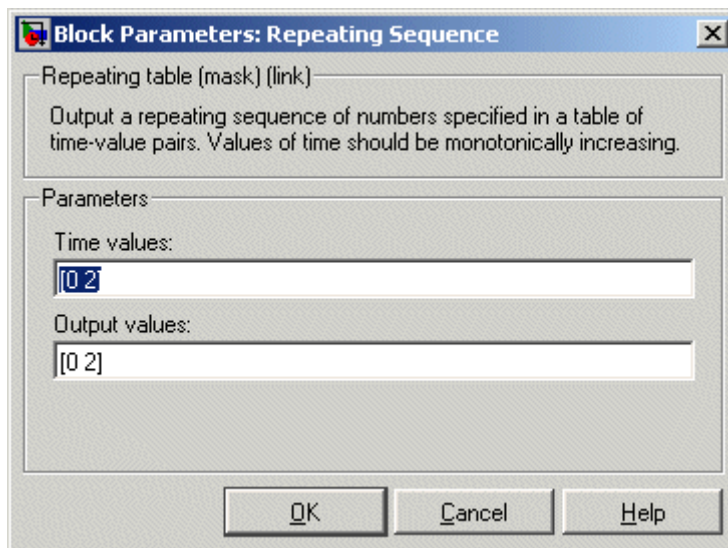 Block Parameters: Repeating Sequence
Repeating table (mask) (link)
Output a repeating sequence of numbers specified in a table of
time-value pairs. Values of time should be monotonically increasing.
Parameters
Time values:
[0 2]
Output values:
[0 2]
OK Cancel Help